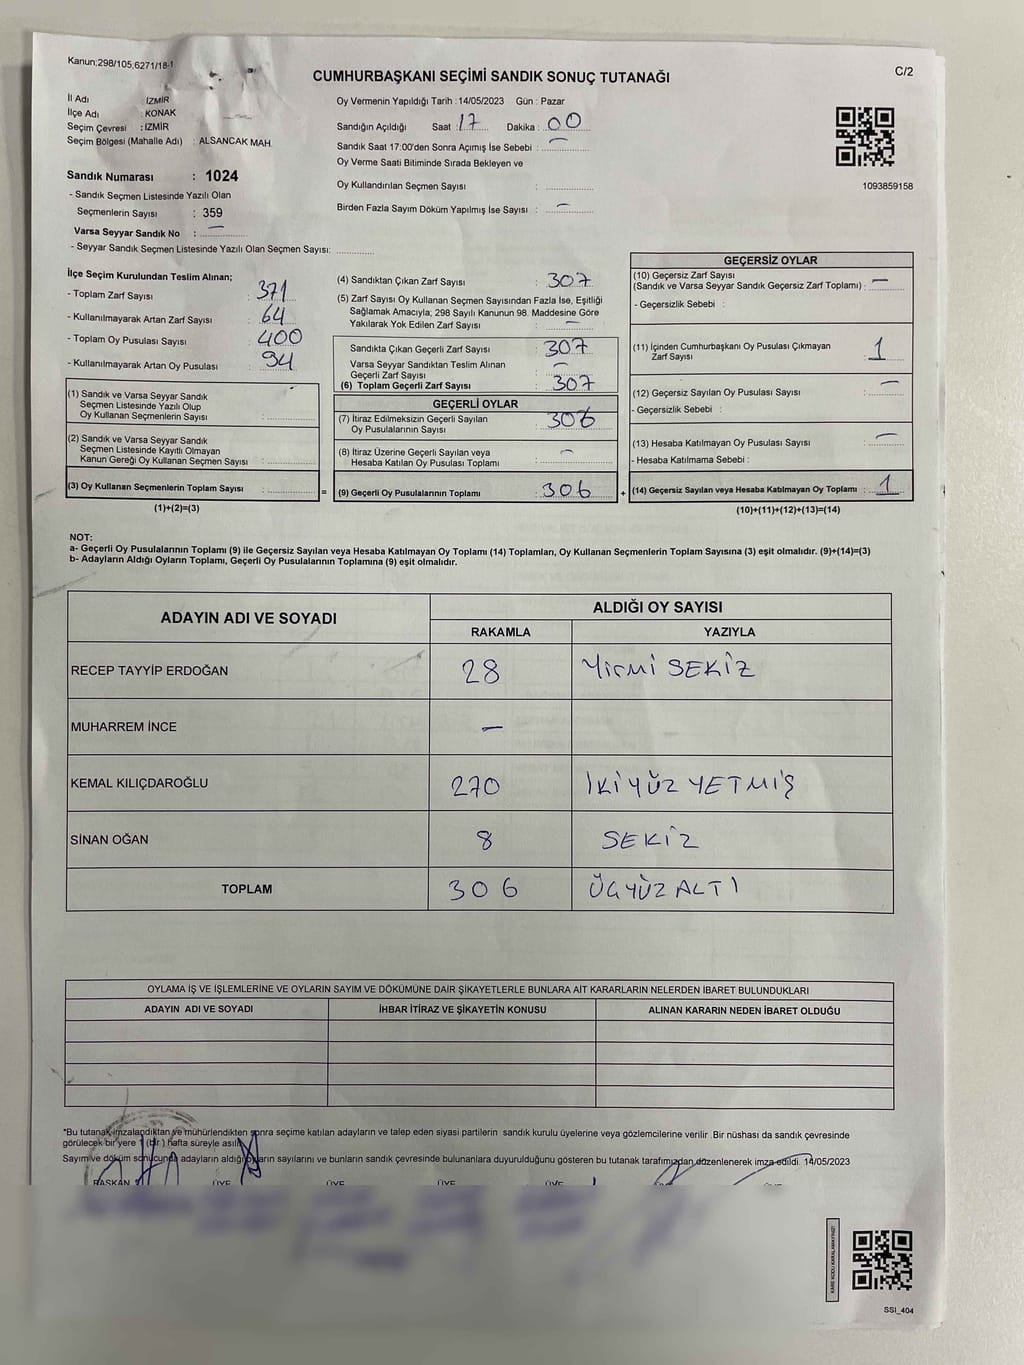 Kanun:298/105,6271/18-1
CUMHURBAŞKANI SEÇİMİ SANDIK SONUÇ TUTANAĞI
C/2
İl Adı : İZMİR
İlçe Adı : KONAK
Seçim Çevresi : İZMİR
Seçim Bölgesi (Mahalle Adı) : ALSANCAK MAH.
Oy Vermenin Yapıldığı Tarih :14/05/2023 Gün : Pazar
Sandığın Açıldığı Saat : 17 Dakika : 00
Sandık Saat 17:00'den Sonra Açımış İse Sebebi : —
Oy Verme Saati Bitiminde Sırada Bekleyen ve
Oy Kullandırılan Seçmen Sayısı :
Birden Fazla Sayım Döküm Yapılmış İse Sayısı : —
1093859158
Sandık Numarası : 1024
- Sandık Seçmen Listesinde Yazılı Olan
Seçmenlerin Sayısı : 359
Varsa Seyyar Sandık No : —
- Seyyar Sandık Seçmen Listesinde Yazılı Olan Seçmen Sayısı:
İlçe Seçim Kurulundan Teslim Alınan;
- Toplam Zarf Sayısı : 371
- Kullanılmayarak Artan Zarf Sayısı : 64
- Toplam Oy Pusulası Sayısı : 400
- Kullanılmayarak Artan Oy Pusulası : 94
(1) Sandık ve Varsa Seyyar Sandık
Seçmen Listesinde Yazılı Olup
Oy Kullanan Seçmenlerin Sayısı :
(2) Sandık ve Varsa Seyyar Sandık
Seçmen Listesinde Kayıtlı Olmayan
Kanun Gereği Oy Kullanan Seçmen Sayısı :
(3) Oy Kullanan Seçmenlerin Toplam Sayısı :
(1)+(2)=(3)
=
(4) Sandıktan Çıkan Zarf Sayısı : 307
(5) Zarf Sayısı Oy Kullanan Seçmen Sayısından Fazla İse, Eşitliği
Sağlamak Amacıyla; 298 Sayılı Kanunun 98. Maddesine Göre
Yakılarak Yok Edilen Zarf Sayısı : —
Sandıkta Çıkan Geçerli Zarf Sayısı : 307
Varsa Seyyar Sandıktan Teslim Alınan
Geçerli Zarf Sayısı : —
(6) Toplam Geçerli Zarf Sayısı : 307
GEÇERLİ OYLAR
(7) İtiraz Edilmeksizin Geçerli Sayılan
Oy Pusulalarının Sayısı : 306
(8) İtiraz Üzerine Geçerli Sayılan veya
Hesaba Katılan Oy Pusulası Toplamı : —
(9) Geçerli Oy Pusulalarının Toplamı : 306
+
GEÇERSİZ OYLAR
(10) Geçersiz Zarf Sayısı
(Sandık ve Varsa Seyyar Sandık Geçersiz Zarf Toplamı) : —
- Geçersizlik Sebebi :
(11) İçinden Cumhurbaşkanı Oy Pusulası Çıkmayan
Zarf Sayısı : 1
(12) Geçersiz Sayılan Oy Pusulası Sayısı : —
- Geçersizlik Sebebi :
(13) Hesaba Katılmayan Oy Pusulası Sayısı : —
- Hesaba Katılmama Sebebi :
(14) Geçersiz Sayılan veya Hesaba Katılmayan Oy Toplamı : 1
(10)+(11)+(12)+(13)=(14)
NOT:
a- Geçerli Oy Pusulalarının Toplamı (9) ile Geçersiz Sayılan veya Hesaba Katılmayan Oy Toplamı (14) Toplamları, Oy Kullanan Seçmenlerin Toplam Sayısına (3) eşit olmalıdır. (9)+(14)=(3)
b- Adayların Aldığı Oyların Toplamı, Geçerli Oy Pusulalarının Toplamına (9) eşit olmalıdır.
ADAYIN ADI VE SOYADI ALDIĞI OY SAYISI
RAKAMLA YAZIYLA
RECEP TAYYİP ERDOĞAN 28 YİRMİ SEKİZ
MUHARREM İNCE —
KEMAL KILIÇDAROĞLU 270 İKİYÜZ YETMİŞ
SİNAN OĞAN 8 SEKİZ
TOPLAM 306 ÜÇYÜZ ALTI
OYLAMA İŞ VE İŞLEMLERİNE VE OYLARIN SAYIM VE DÖKÜMÜNE DAİR ŞİKAYETLERLE BUNLARA AİT KARARLARIN NELERDEN İBARET BULUNDUKLARI
ADAYIN ADI VE SOYADI İHBAR İTİRAZ VE ŞİKAYETİN KONUSU ALINAN KARARIN NEDEN İBARET OLDUĞU
*Bu tutanak imzalandıktan ve mühürlendikten sonra seçime katılan adayların ve talep eden siyasi partilerin sandık kurulu üyelerine veya gözlemcilerine verilir .Bir nüshası da sandık çevresinde
görülecek bir yere 1 (bir ) hafta süreyle asılır.
Sayım ve döküm sonucunda adayların aldığı oyların sayılarını ve bunların sandık çevresinde bulunanlara duyurulduğunu gösteren bu tutanak tarafımızdan düzenlenerek imza edildi. 14/05/2023
BAŞKAN ÜYE ÜYE ÜYE ÜYE
SSI_404